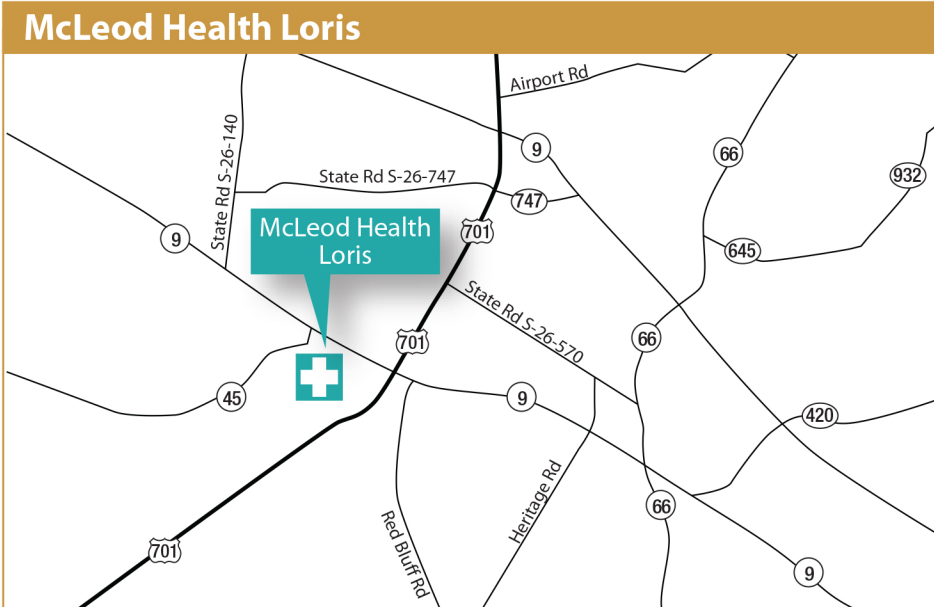 McLeod Health Loris
Airport Rd
9
66
State Rd S-26-140
932
State Rd S-26-747
747
McLeod Health
Loris
701
9
645
State Rd S-26-570
701
66
45
9
420
Heritage Rd
66
Red Bluff Rd
701
9